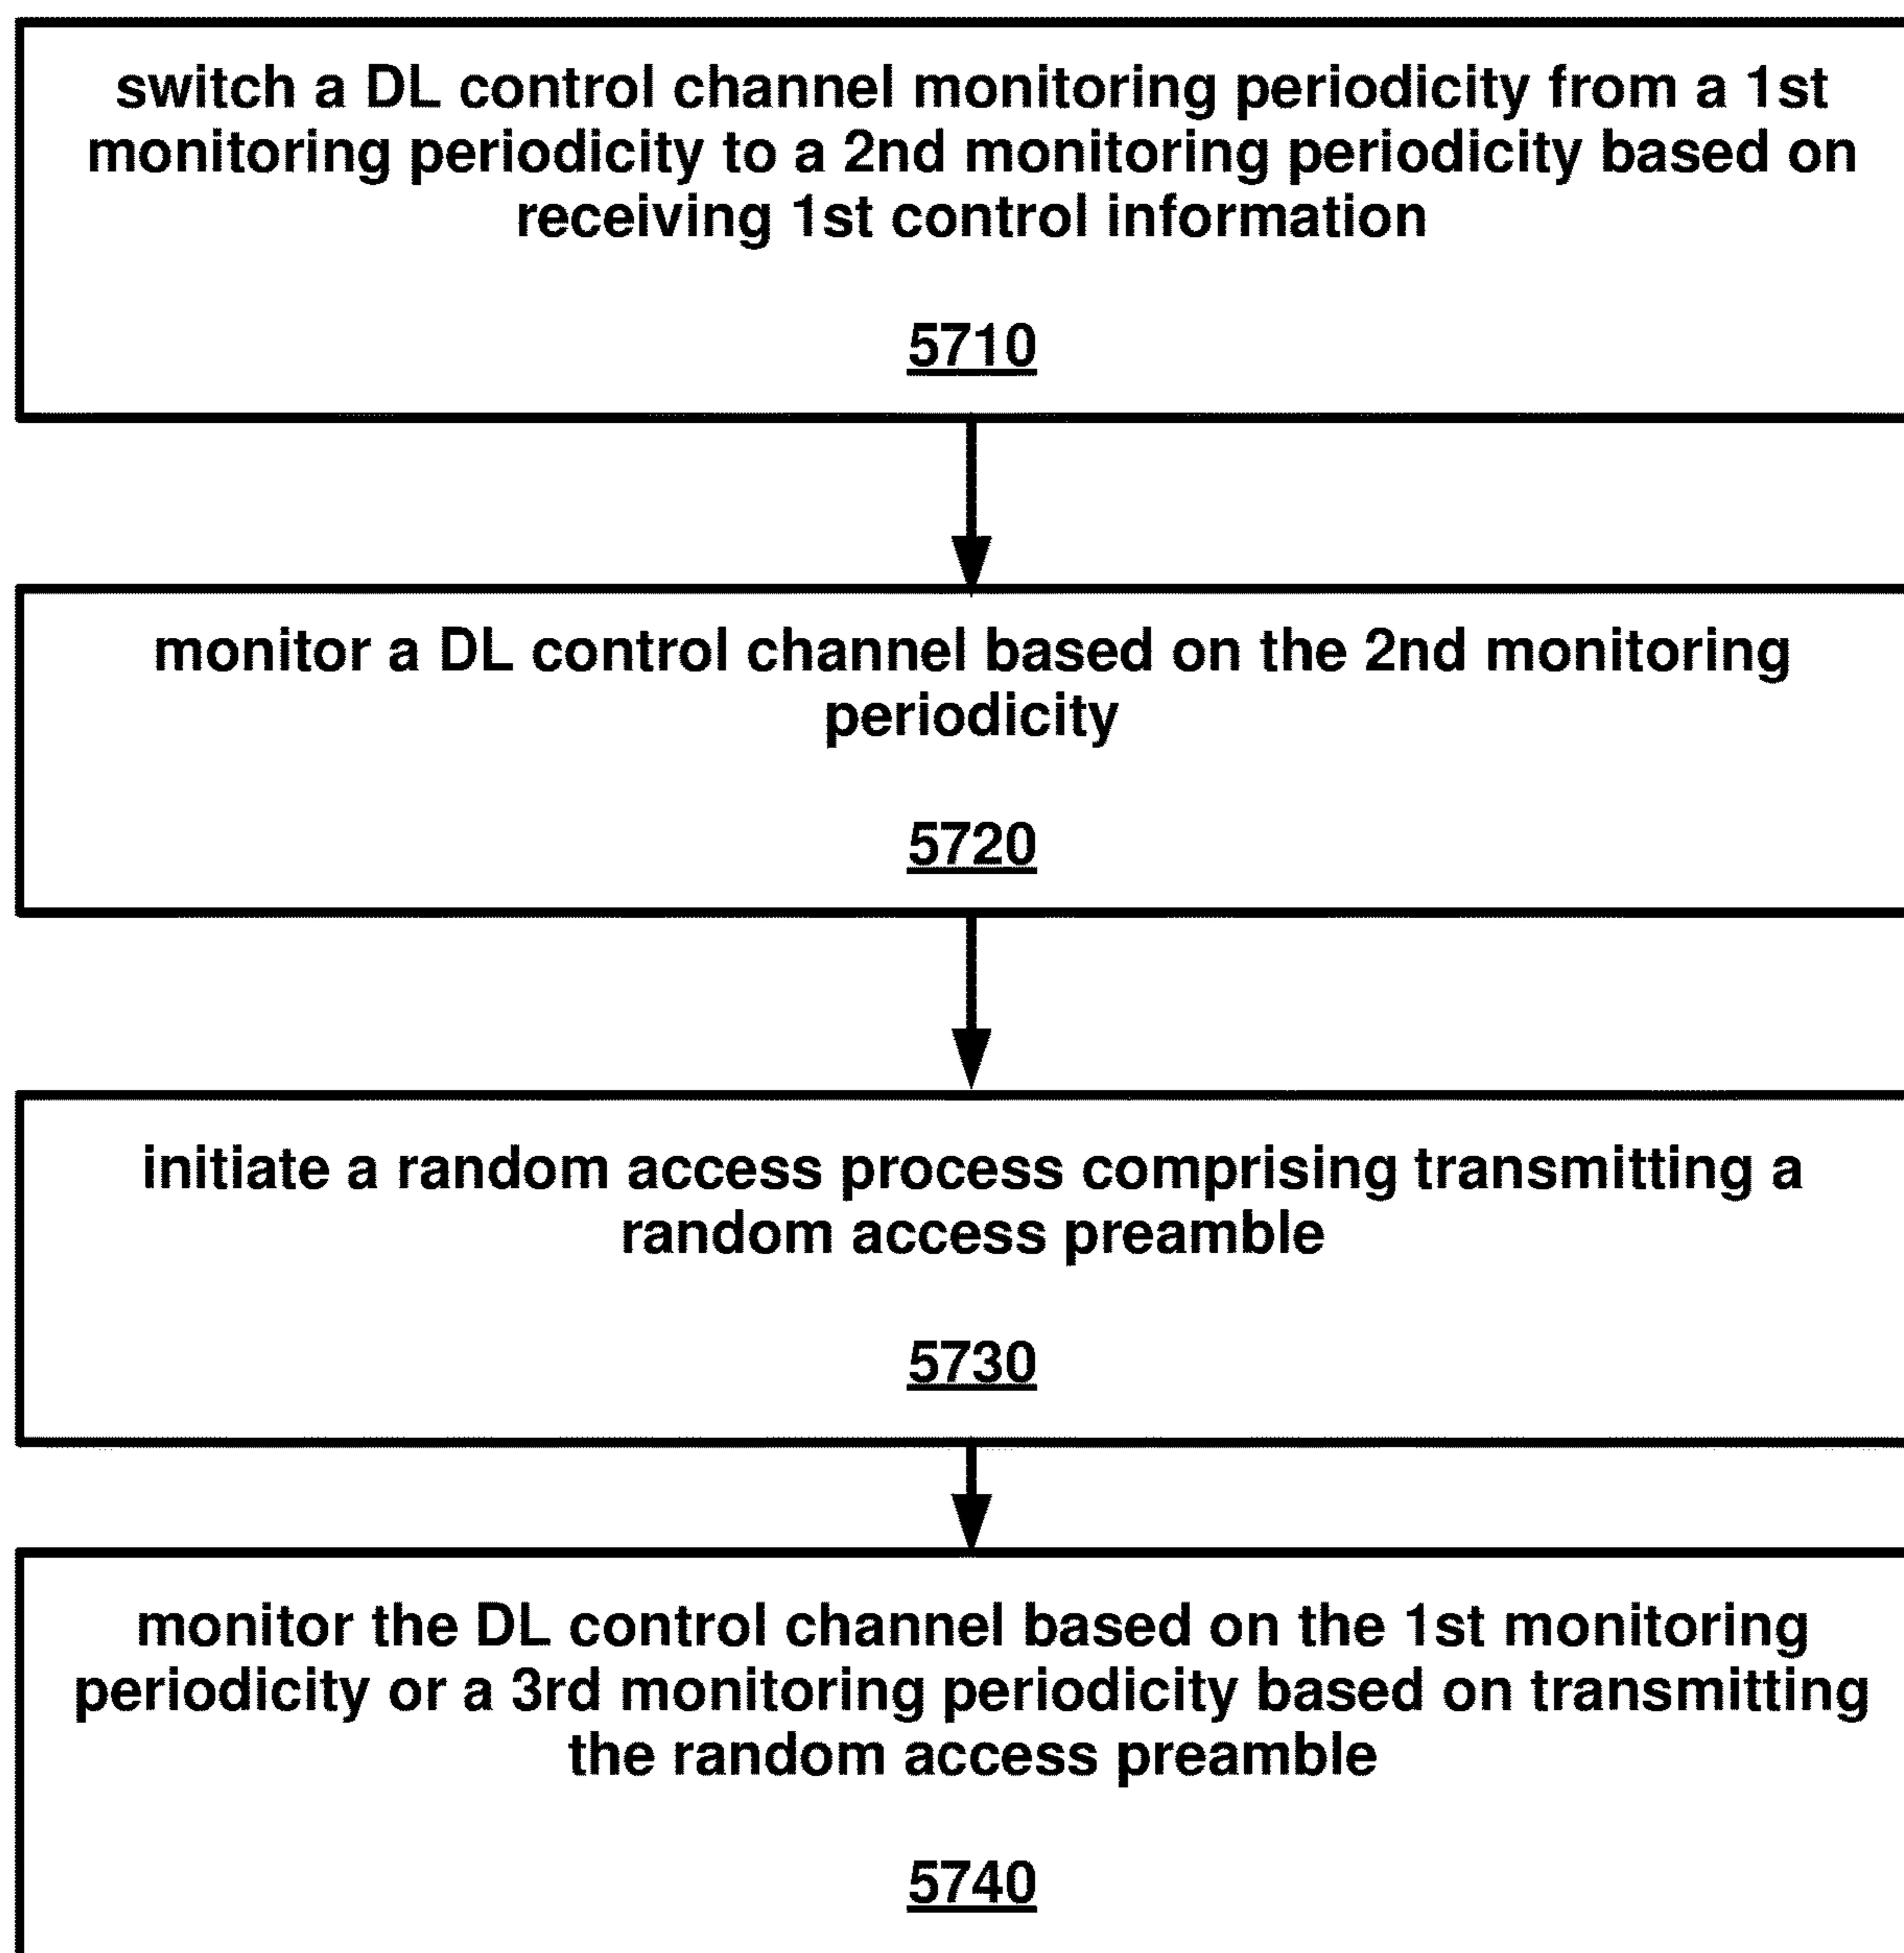 switch a DL control channel monitoring periodicity from a 1st
monitoring periodicity to a 2nd monitoring periodicity based on
receiving 1st control information
5710
monitor a DL control channel based on the 2nd monitoring
periodicity
5720
initiate a random access process comprising transmitting a
random access preamble
5730
monitor the DL control channel based on the 1st monitoring
periodicity or a 3rd monitoring periodicity based on transmitting
the random access preamble
5740